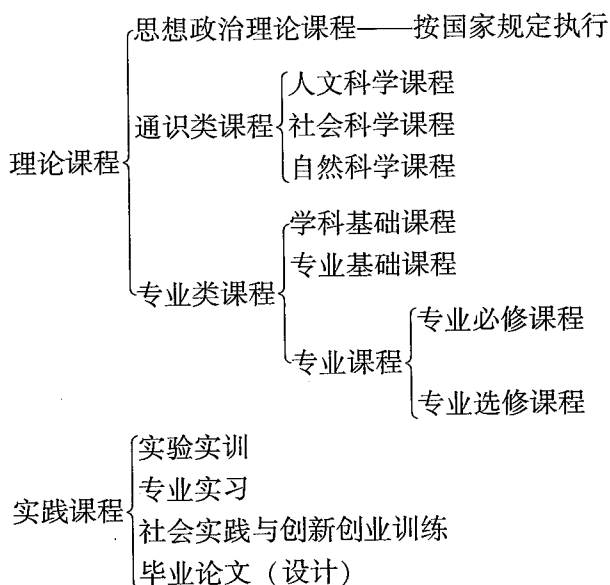 思想政治理论课程——按国家规定执行
人文科学课程
通识类课程
社会科学课程
自然科学课程
理论课程
学科基础课程
专业基础课程
专业类课程
专业必修课程
专业课程
专业选修课程
实验实训
专业实习
实践课程
社会实践与创新创业训练
毕业论文（设计）